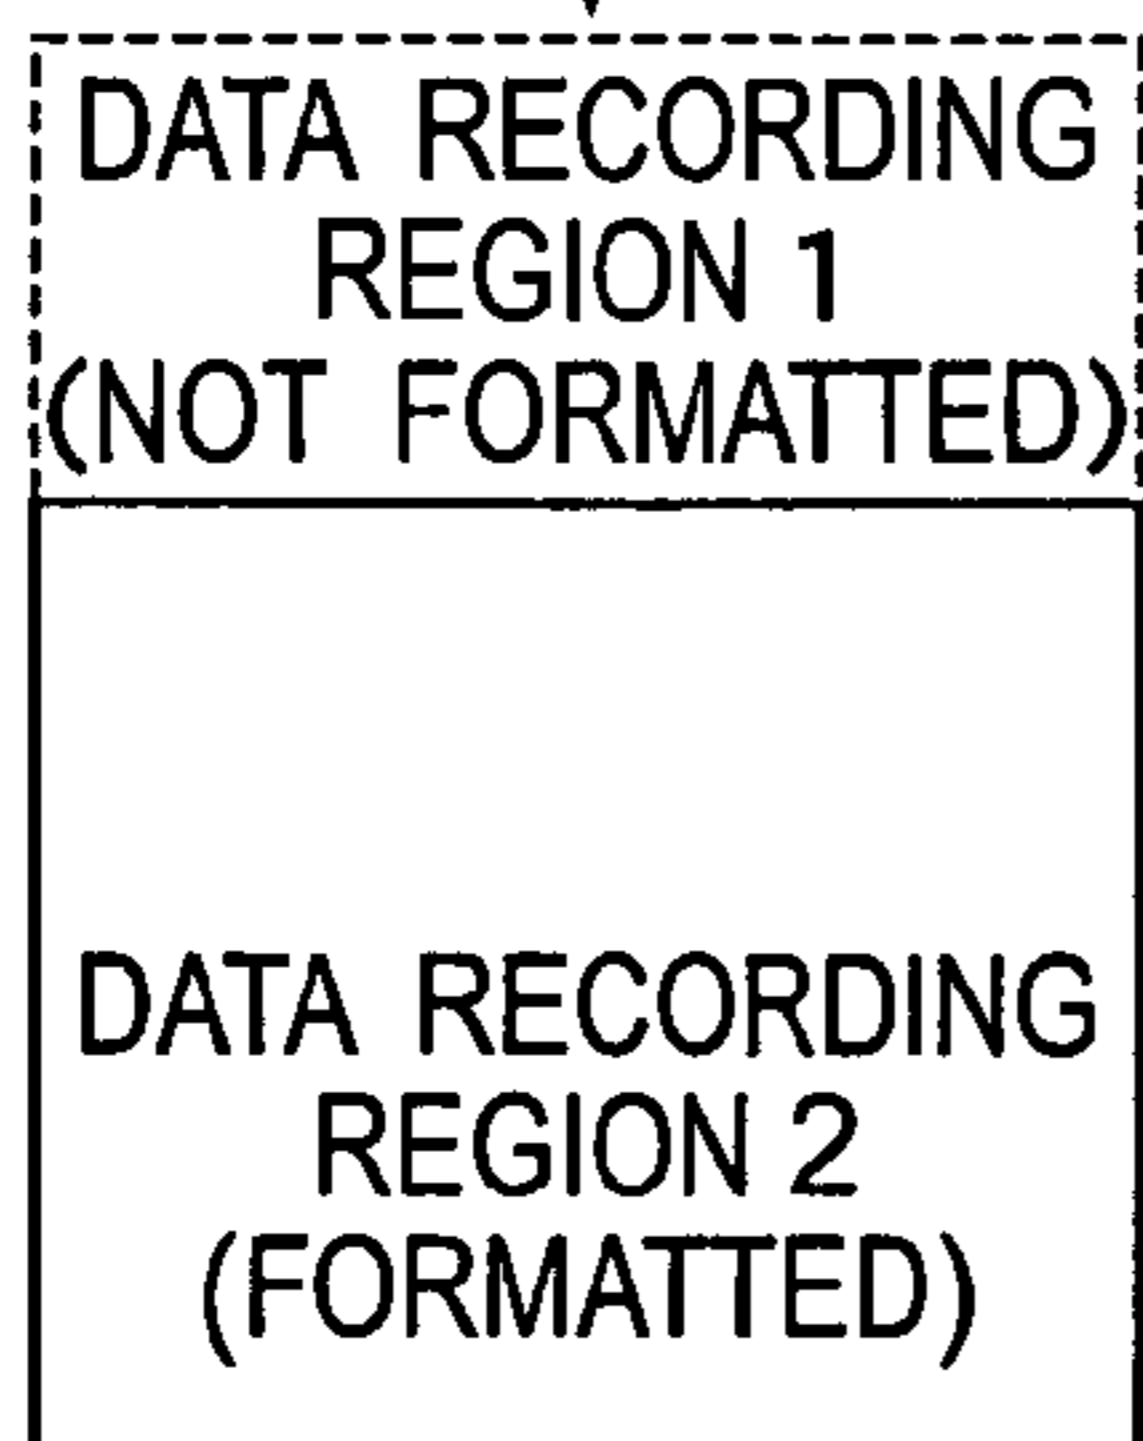 DATA RECORDING
REGION 1
(NOT FORMATTED)
DATA RECORDING
REGION 2
(FORMATTED)